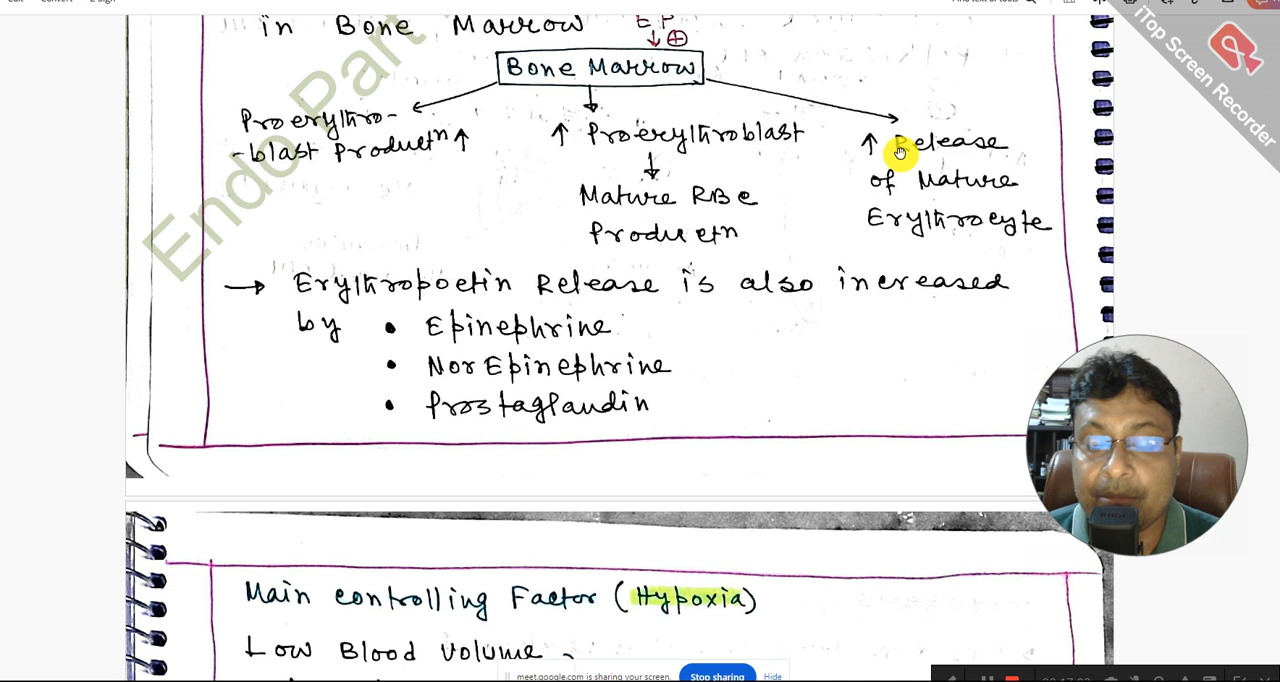 in Bone Marrow
E P
↓ ⊕
Bone Marrow
Proerythro-
-blast Productn ↑
↑ Proerythroblast
↓
Mature RBC
Productn
↑ Release
of Mature
Erythrocyte
→ Erythropoetin Release is also increased
by • Epinephrine
• NorEpinephrine
• Prostaglandin
Main controlling Factor (Hypoxia)
Low Blood Volume
Endo Part
iTop Screen Recorder
meet.google.com is sharing your screen.
Stop sharing
Hide